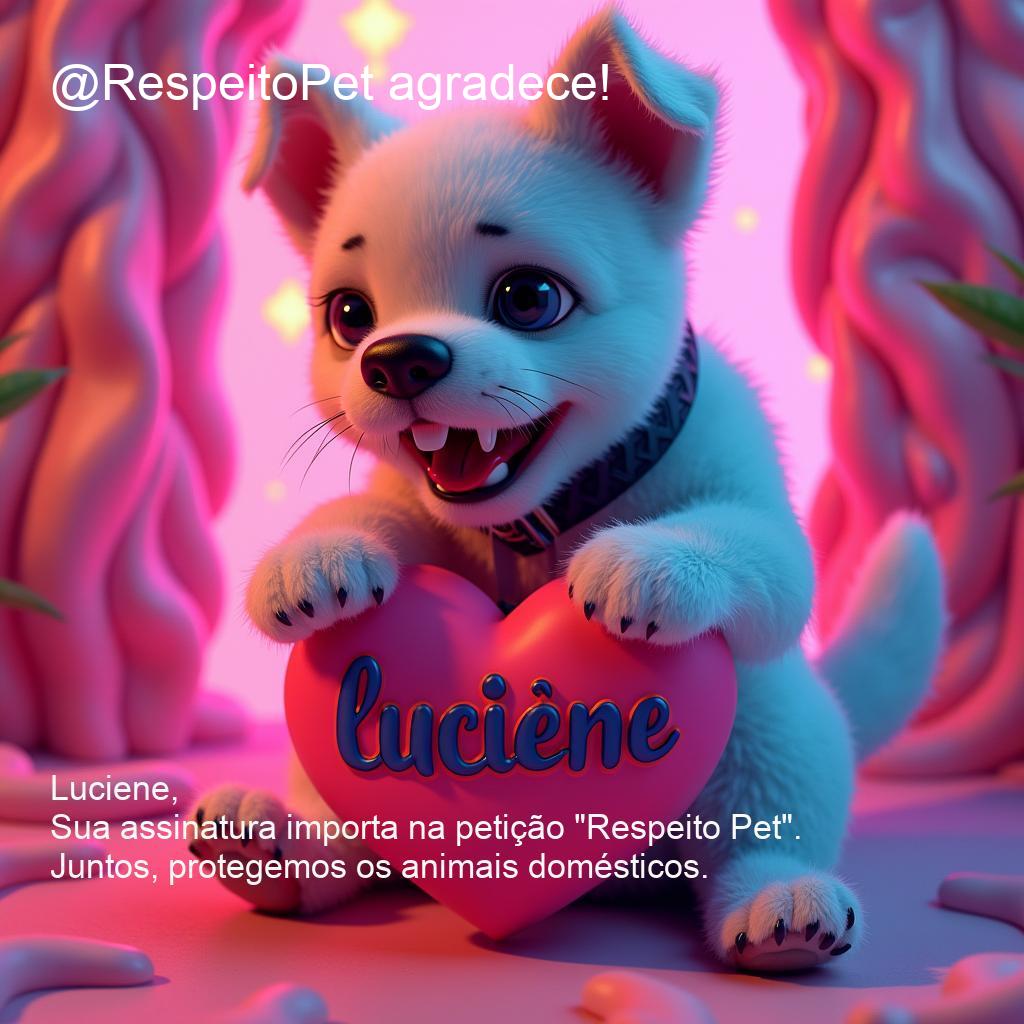 @RespeitoPet agradece!
luciène
Luciene,
Sua assinatura importa na petição "Respeito Pet".
Juntos, protegemos os animais domésticos.